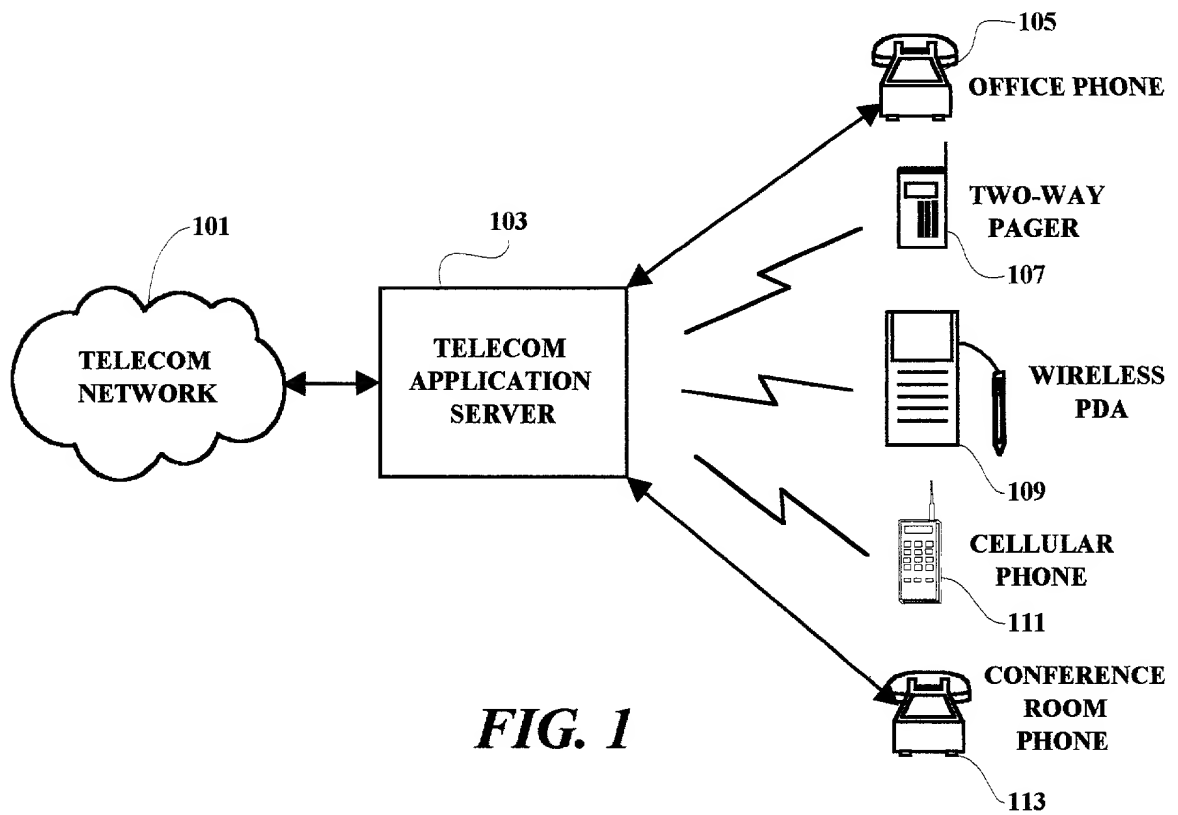 105
OFFICE PHONE
TWO-WAY
PAGER
107
101
103
TELECOM
NETWORK
TELECOM
APPLICATION
SERVER
WIRELESS
PDA
109
CELLULAR
PHONE
111
CONFERENCE
ROOM
PHONE
113
FIG. 1